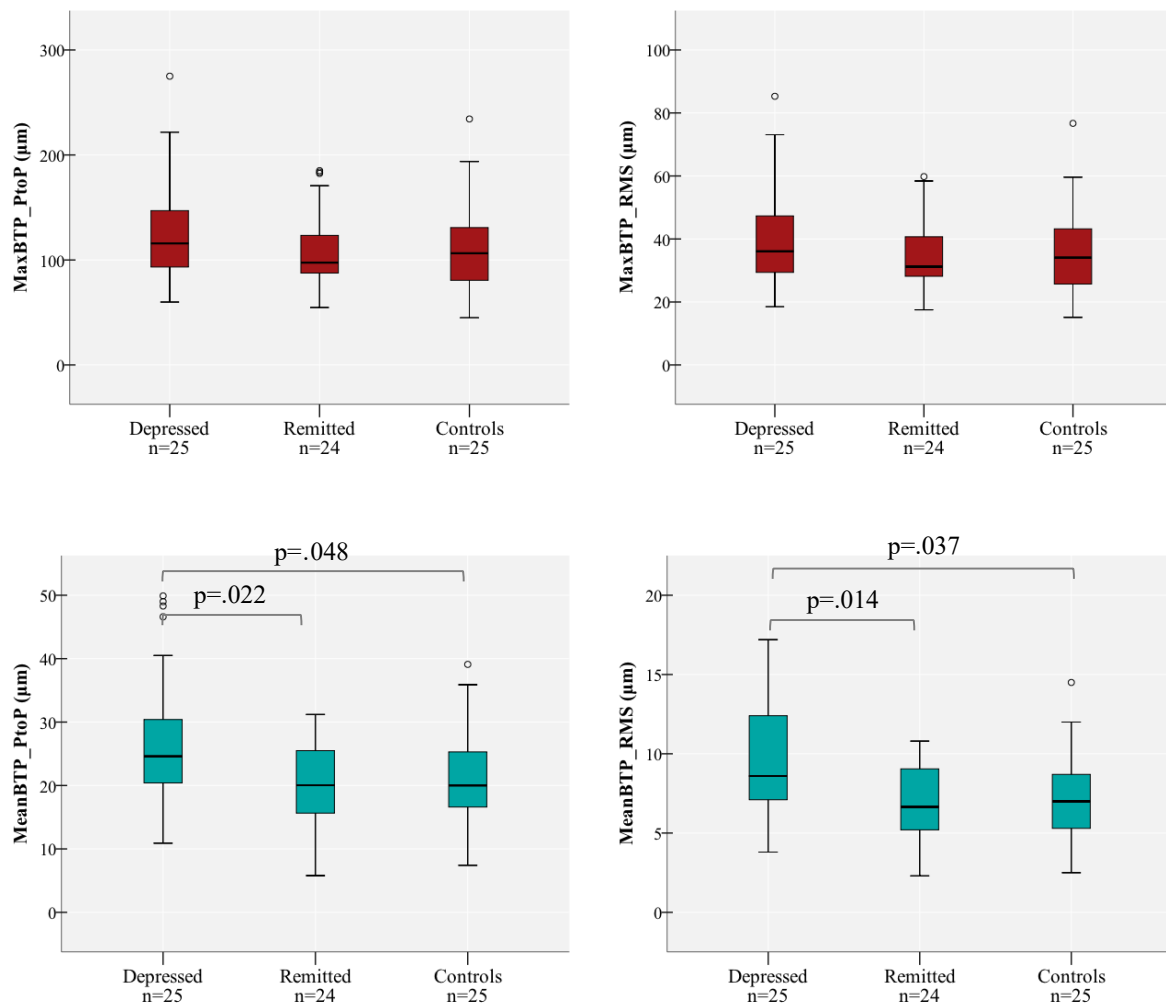 MaxBTP_PtoP (µm)
300
200
100
0
Depressed
n=25
Remitted
n=24
Controls
n=25
MaxBTP_RMS (µm)
100
80
60
40
20
0
Depressed
n=25
Remitted
n=24
Controls
n=25
MeanBTP_PtoP (µm)
50
40
30
20
10
0
p=.048
p=.022
Depressed
n=25
Remitted
n=24
Controls
n=25
MeanBTP_RMS (µm)
20
15
10
5
0
p=.037
p=.014
Depressed
n=25
Remitted
n=24
Controls
n=25